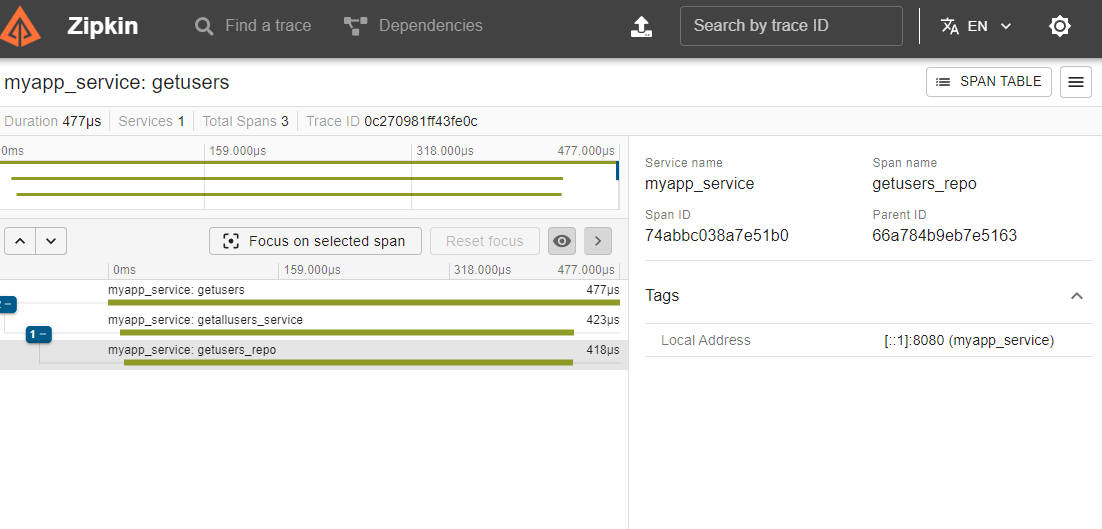 Zipkin Find a trace Dependencies Search by trace ID EN
myapp_service: getusers SPAN TABLE
Duration 477μs Services 1 Total Spans 3 Trace ID 0c270981ff43fe0c
0ms 159.000μs 318.000μs 477.000μs
Focus on selected span Reset focus
0ms 159.000μs 318.000μs 477.000μs
myapp_service: getusers 477μs
2 −
myapp_service: getallusers_service 423μs
1 −
myapp_service: getusers_repo 418μs
Service name Span name
myapp_service getusers_repo
Span ID Parent ID
74abbc038a7e51b0 66a784b9eb7e5163
Tags
Local Address [::1]:8080 (myapp_service)